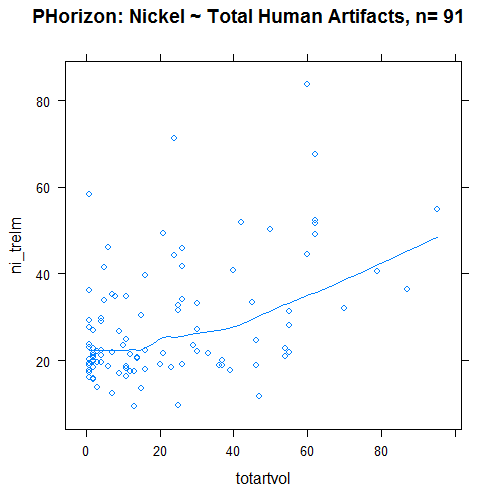 PHorizon: Nickel ~ Total Human Artifacts, n= 91
80
60
40
20
ni_trelm
0 20 40 60 80
totartvol